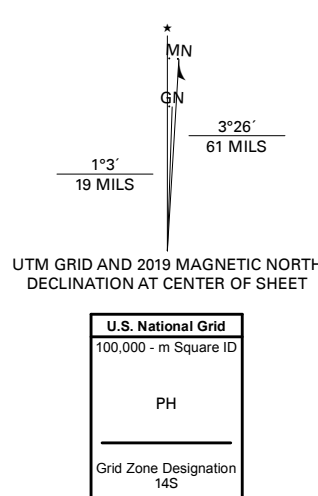 ★
MN
GN
3°26´
61 MILS
1°3´
19 MILS
UTM GRID AND 2019 MAGNETIC NORTH
DECLINATION AT CENTER OF SHEET
U.S. National Grid
100,000 - m Square ID
PH
Grid Zone Designation
14S